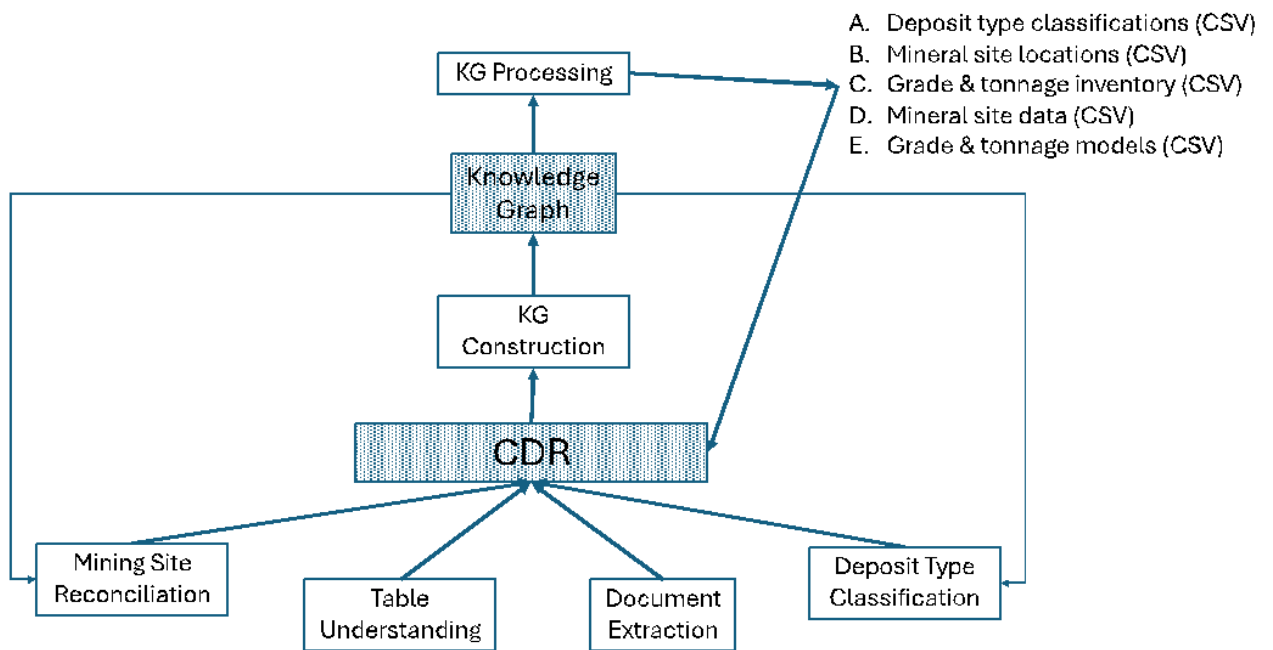 A. Deposit type classifications (CSV)
B. Mineral site locations (CSV)
C. Grade & tonnage inventory (CSV)
D. Mineral site data (CSV)
E. Grade & tonnage models (CSV)
KG Processing
Knowledge
Graph
KG
Construction
CDR
Mining Site
Reconciliation
Table
Understanding
Document
Extraction
Deposit Type
Classification